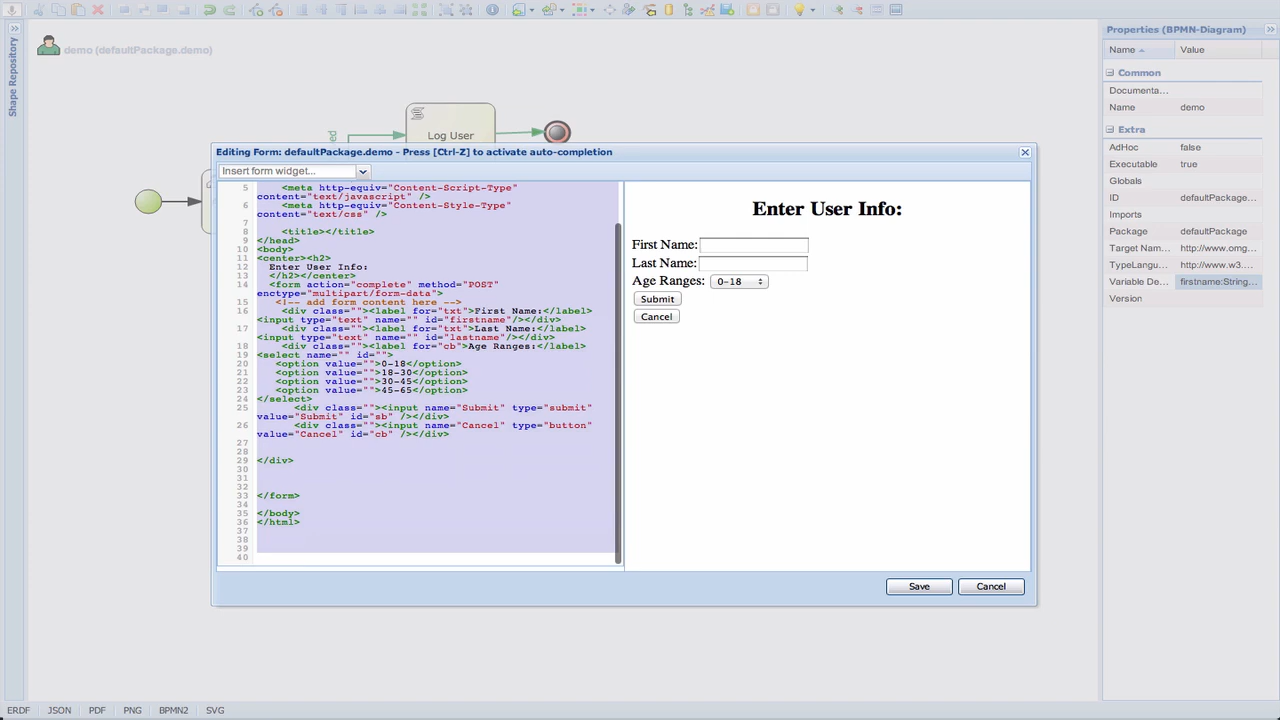 Shape Repository
demo (defaultPackage.demo)
Log User
ed
Editing Form: defaultPackage.demo - Press [Ctrl-Z] to activate auto-completion
Insert form widget...
5 <meta http-equiv="Content-Script-Type"
content="text/javascript" />
6 <meta http-equiv="Content-Style-Type"
content="text/css" />
7
8 <title></title>
9 </head>
10 <body>
11 <center><h2>
12 Enter User Info:
13 </h2></center>
14 <form action="complete" method="POST"
enctype="multipart/form-data">
15 <!-- add form content here -->
16 <div class=""><label for="txt">First Name:</label>
<input type="text" name="" id="firstname"/></div>
17 <div class=""><label for="txt">Last Name:</label>
<input type="text" name="" id="lastname"/></div>
18 <div class=""><label for="cb">Age Ranges:</label>
19 <select name="" id="">
20 <option value="">0-18</option>
21 <option value="">18-30</option>
22 <option value="">30-45</option>
23 <option value="">45-65</option>
24 </select>
25 <div class=""><input name="Submit" type="submit"
value="Submit" id="sb" /></div>
26 <div class=""><input name="Cancel" type="button"
value="Cancel" id="cb" /></div>
27
28
29 </div>
30
31
32
33 </form>
34
35 </body>
36 </html>
37
38
39
40
Enter User Info:
First Name:
Last Name:
Age Ranges: 0-18
Submit
Cancel
Save Cancel
Properties (BPMN-Diagram)
Name Value
Common
Documenta...
Name demo
Extra
AdHoc false
Executable true
Globals
ID defaultPackage...
Imports
Package defaultPackage
Target Nam... http://www.omg...
TypeLangu... http://www.w3....
Variable De... firstname:String...
Version
ERDF JSON PDF PNG BPMN2 SVG